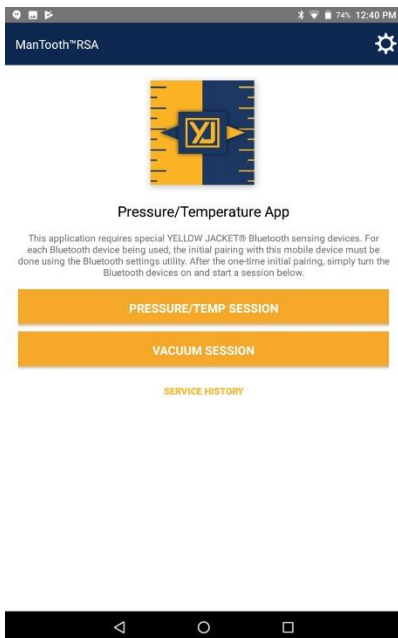 74% 12:40 PM
ManTooth™RSA
YJ
Pressure/Temperature App
This application requires special YELLOW JACKET® Bluetooth sensing devices. For
each Bluetooth device being used, the initial pairing with this mobile device must be
done using the Bluetooth settings utility. After the one-time initial pairing, simply turn the
Bluetooth devices on and start a session below.
PRESSURE/TEMP SESSION
VACUUM SESSION
SERVICE HISTORY